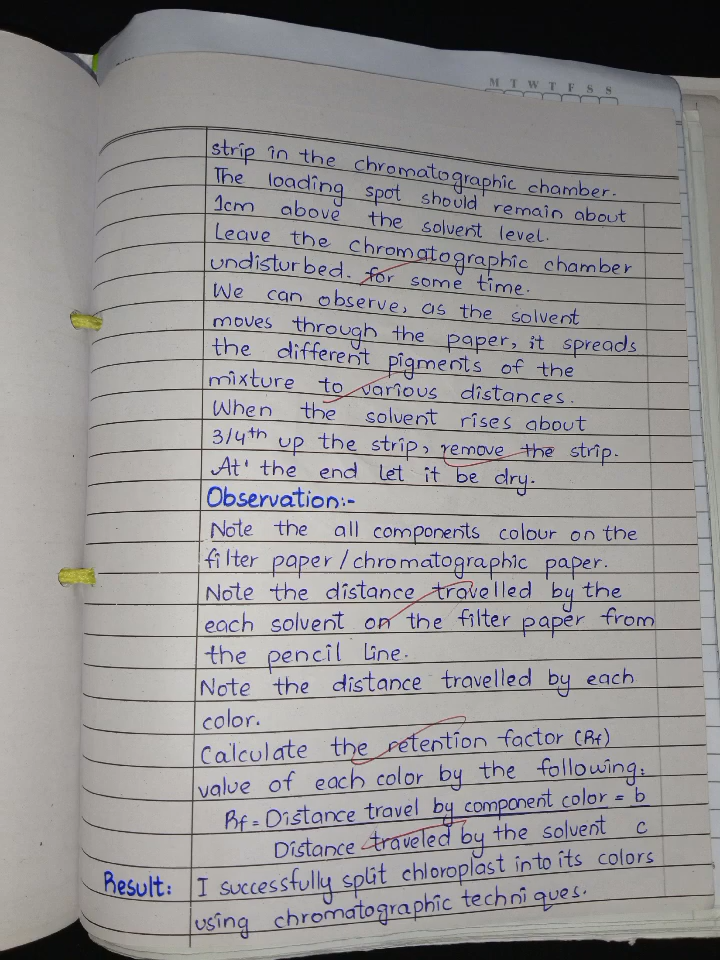 M T W T F S S
strip in the chromatographic chamber.
The loading spot should remain about
1cm above the solvent level.
Leave the chromatographic chamber
undisturbed. for some time.
We can observe, as the solvent
moves through the paper, it spreads
the different pigments of the
mixture to various distances.
When the solvent rises about
3/4th up the strip, remove the strip.
At' the end let it be dry.
Observation:-
Note the all components colour on the
filter paper / chromatographic paper.
Note the distance travelled by the
each solvent on the filter paper from
the pencil line.
Note the distance travelled by each
color.
Calculate the retention factor (Rf)
value of each color by the following:
Rf = Distance travel by component color = b
Distance traveled by the solvent c
Result: I successfully split chloroplast into its colors
using chromatographic techniques.